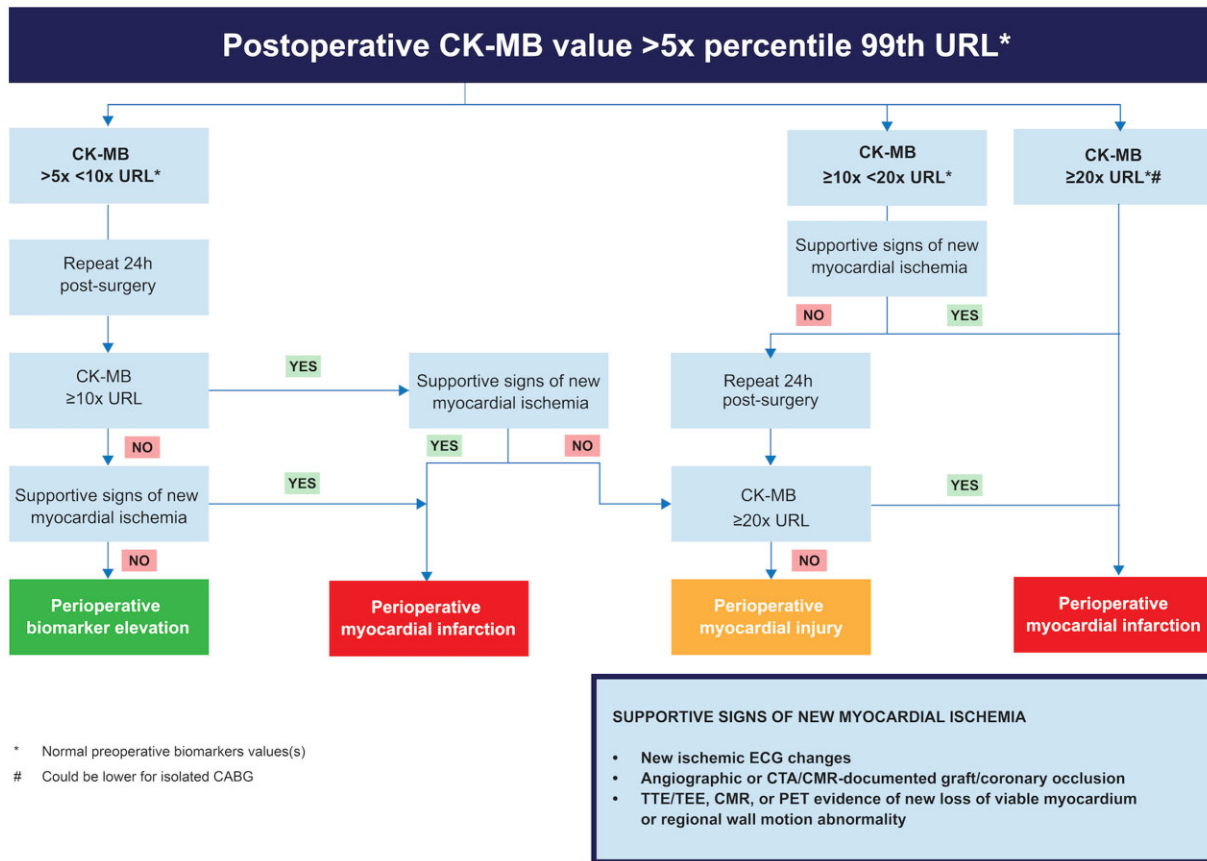 Postoperative CK-MB value >5x percentile 99th URL*
CK-MB
>5x <10x URL*
CK-MB
≥10x <20x URL*
CK-MB
≥20x URL*#
Repeat 24h
post-surgery
Supportive signs of new
myocardial ischemia
NO
YES
CK-MB
≥10x URL
YES
Supportive signs of new
myocardial ischemia
Repeat 24h
post-surgery
NO
YES
NO
Supportive signs of new
myocardial ischemia
YES
CK-MB
≥20x URL
YES
NO
NO
Perioperative
biomarker elevation
Perioperative
myocardial infarction
Perioperative
myocardial injury
Perioperative
myocardial infarction
* Normal preoperative biomarkers values(s)
# Could be lower for isolated CABG
SUPPORTIVE SIGNS OF NEW MYOCARDIAL ISCHEMIA
• New ischemic ECG changes
• Angiographic or CTA/CMR-documented graft/coronary occlusion
• TTE/TEE, CMR, or PET evidence of new loss of viable myocardium
or regional wall motion abnormality